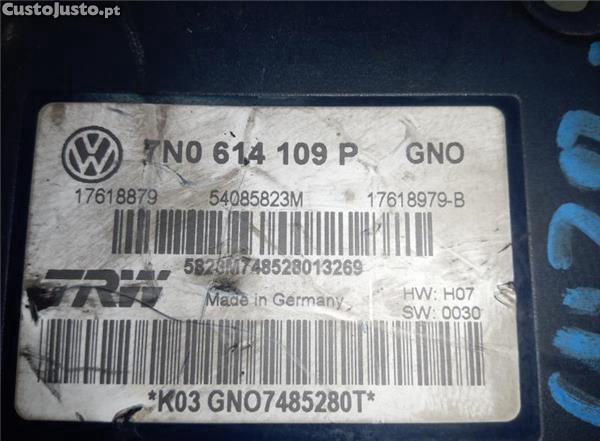 CustoJusto.pt
7N0 614 109 P GNO
17618879 54085823M 17618979-B
5823M748528013269
TRW Made in Germany HW: H07
SW: 0030
*K03 GNO7485280T*